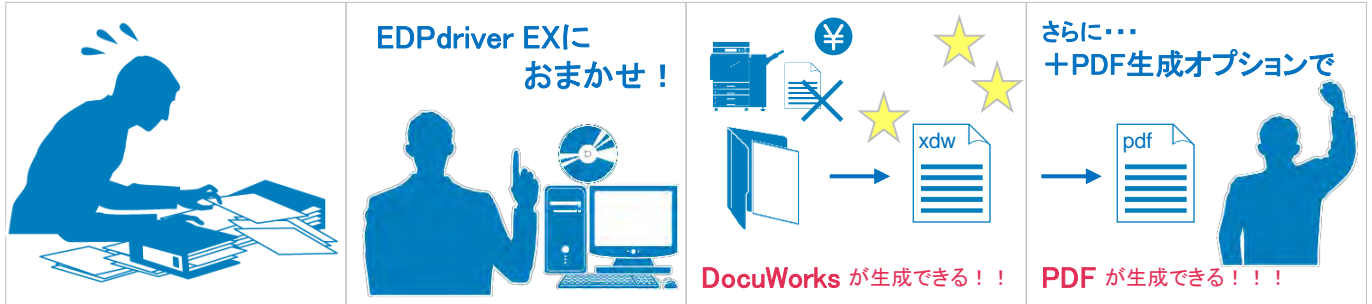 EDPdriver EXに
おまかせ！
¥
xdw
DocuWorks が生成できる！！
さらに・・・
＋PDF生成オプションで
pdf
PDF が生成できる！！！